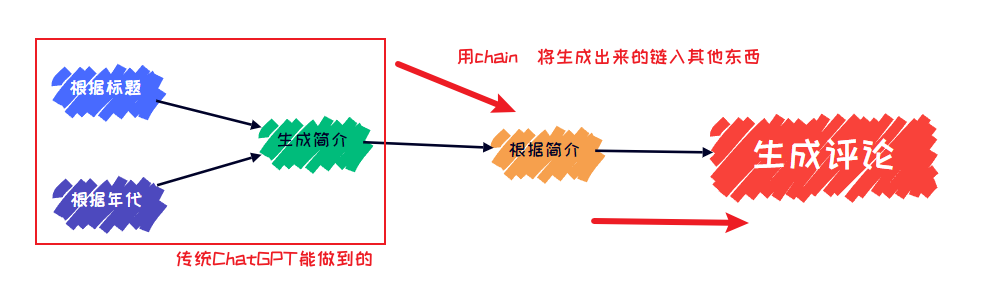 用chain 将生成出来的链入其他东西
根据标题
生成简介
根据简介
生成评论
根据年代
传统ChatGPT能做到的